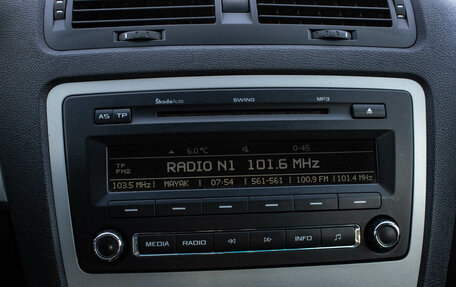 AS TP ŠkodaAuto SWING MP3
6.0 °C 0:45
TP
FM2 RADIO N1 101.6 MHz
103.5 MHz | MAYAK | 07:54 | 561-561 | 100.9 FM | 101.4 MHz
MEDIA RADIO INFO